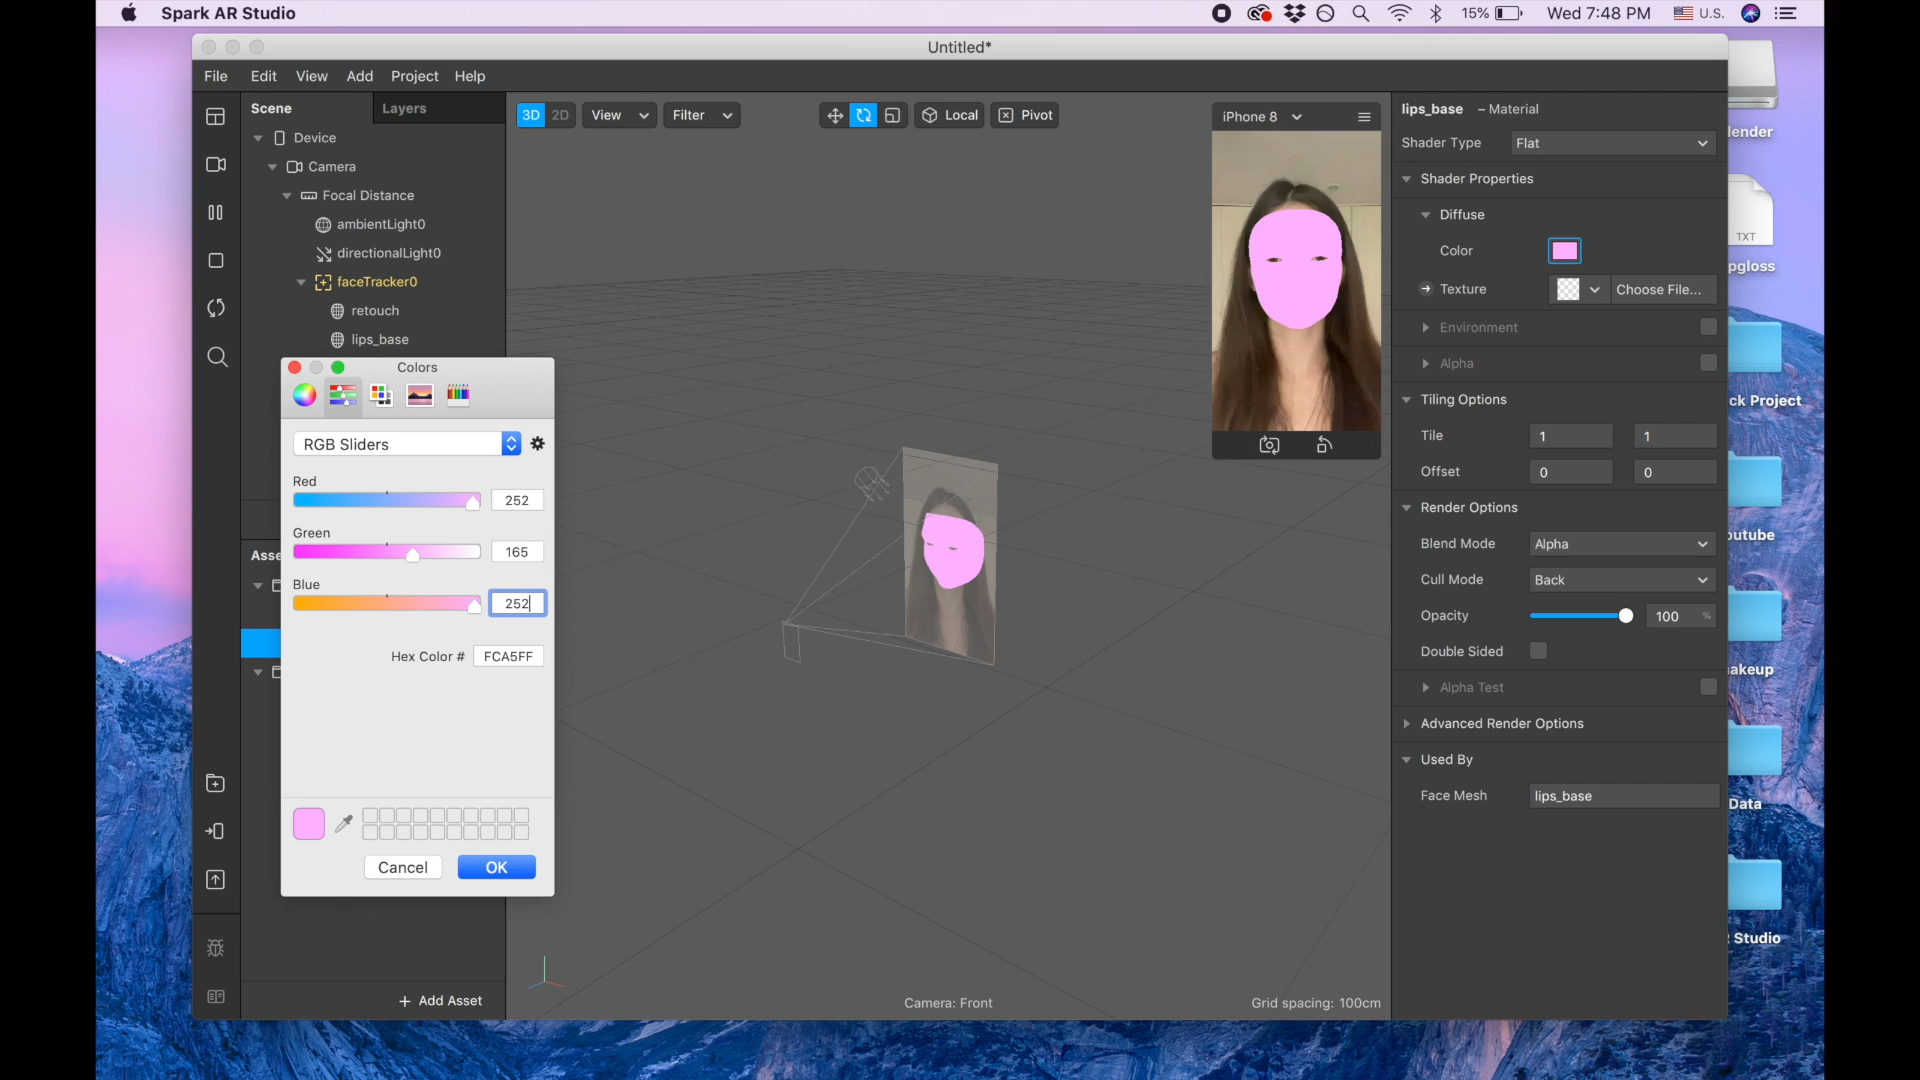 Spark AR Studio
15%
Wed 7:48 PM
U.S.
Untitled*
File Edit View Add Project Help
Scene
Layers
Device
Camera
Focal Distance
ambientLight0
directionalLight0
faceTracker0
retouch
lips_base
Asse
+ Add Asset
3D 2D
View
Filter
Local
Pivot
iPhone 8
Camera: Front
Grid spacing: 100cm
Colors
RGB Sliders
Red
252
Green
165
Blue
252
Hex Color # FCA5FF
Cancel
OK
lips_base – Material
Shader Type Flat
Shader Properties
Diffuse
Color
Texture Choose File...
Environment
Alpha
Tiling Options
Tile 1 1
Offset 0 0
Render Options
Blend Mode Alpha
Cull Mode Back
Opacity 100 %
Double Sided
Alpha Test
Advanced Render Options
Used By
Face Mesh lips_base
lender
TXT
pgloss
ck Project
outube
akeup
Data
Studio